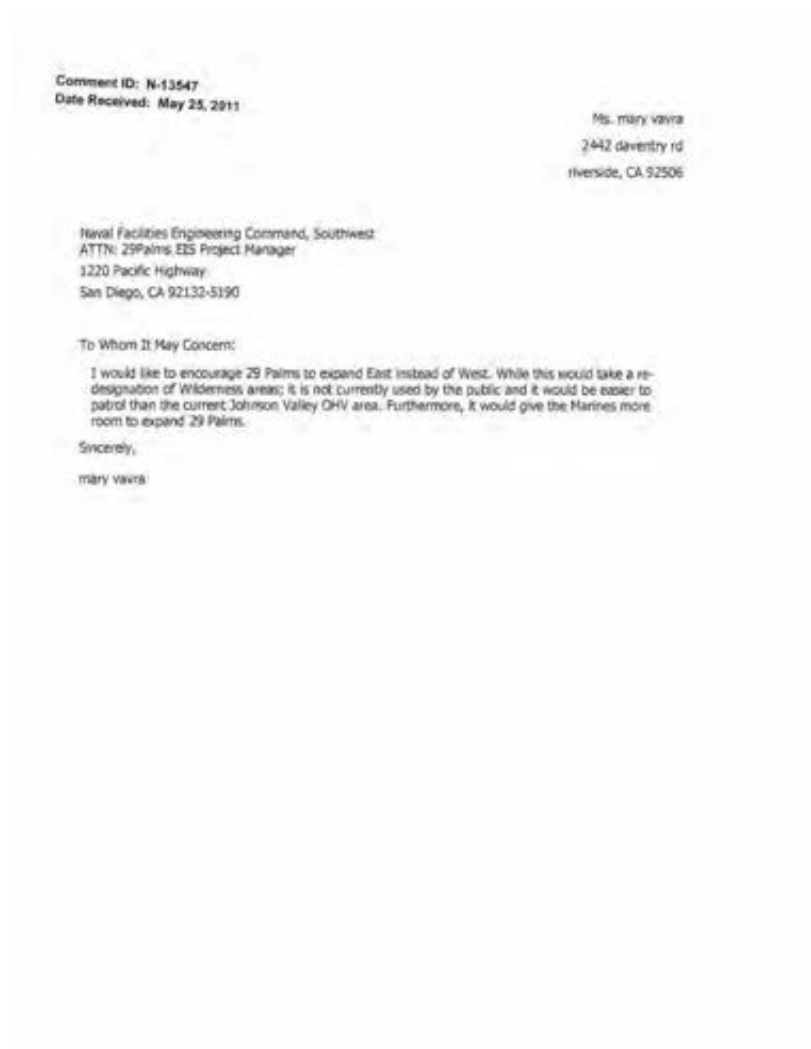 Comment ID: N-13547
Date Received: May 25, 2011
Ms. mary vavra
2442 daventry rd
riverside, CA 92506
Naval Facilities Engineering Command, Southwest
ATTN: 29Palms EIS Project Manager
1220 Pacific Highway
San Diego, CA 92132-5190
To Whom It May Concern:
I would like to encourage 29 Palms to expand East instead of West. While this would take a re-
designation of Wilderness areas; it is not currently used by the public and it would be easier to
patrol than the current Johnson Valley OHV area. Furthermore, it would give the Marines more
room to expand 29 Palms.
Sincerely,
mary vavra